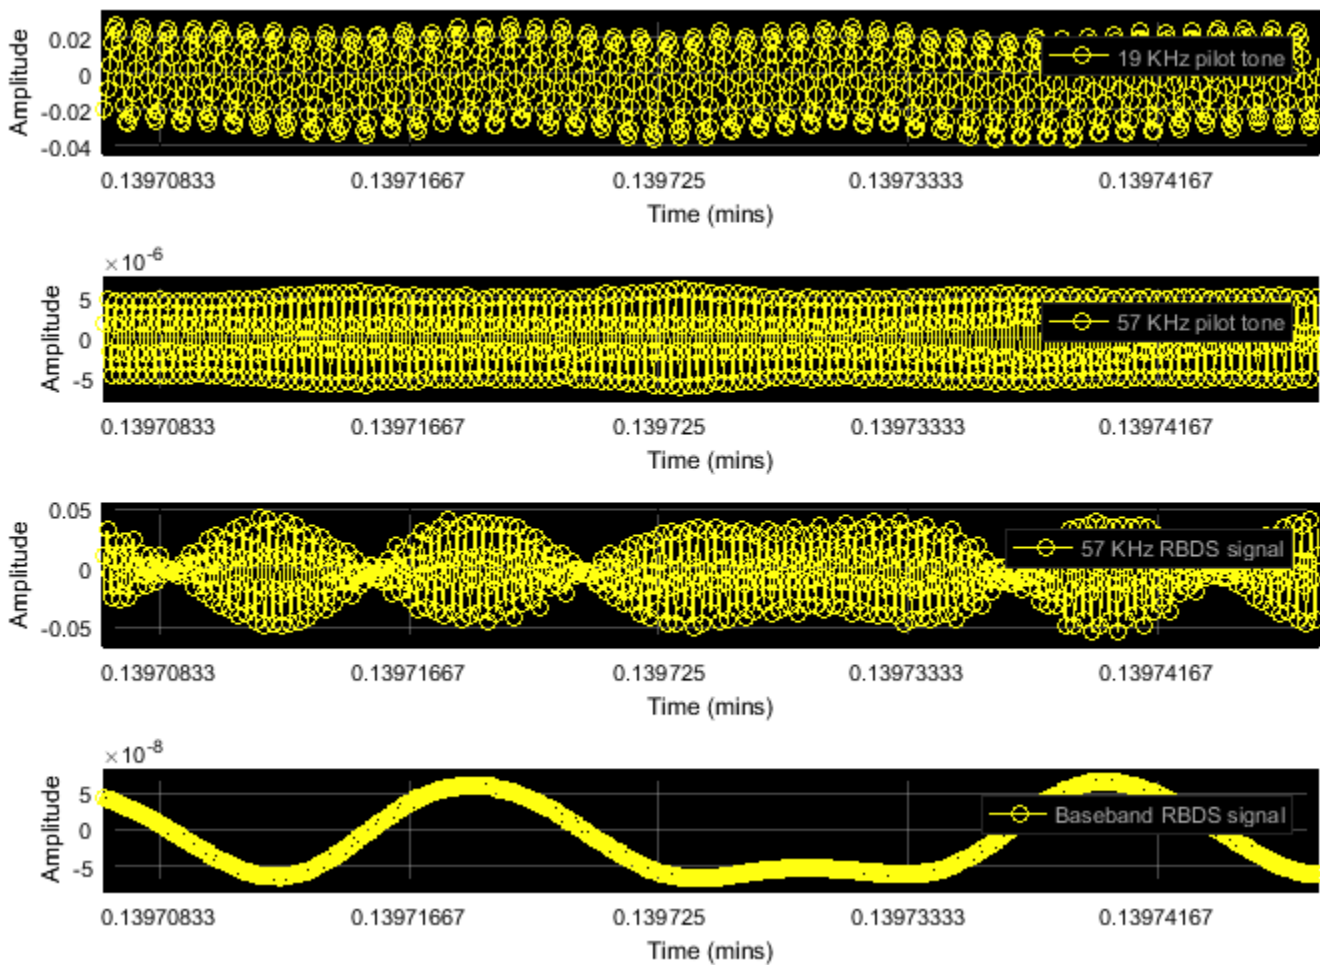 Amplitude
0.02
0
-0.02
-0.04
19 KHz pilot tone
0.13970833 0.13971667 0.139725 0.13973333 0.13974167
Time (mins)
×10⁻⁶
Amplitude
5
0
-5
57 KHz pilot tone
0.13970833 0.13971667 0.139725 0.13973333 0.13974167
Time (mins)
Amplitude
0.05
0
-0.05
57 KHz RBDS signal
0.13970833 0.13971667 0.139725 0.13973333 0.13974167
Time (mins)
×10⁻⁸
Amplitude
5
0
-5
Baseband RBDS signal
0.13970833 0.13971667 0.139725 0.13973333 0.13974167
Time (mins)